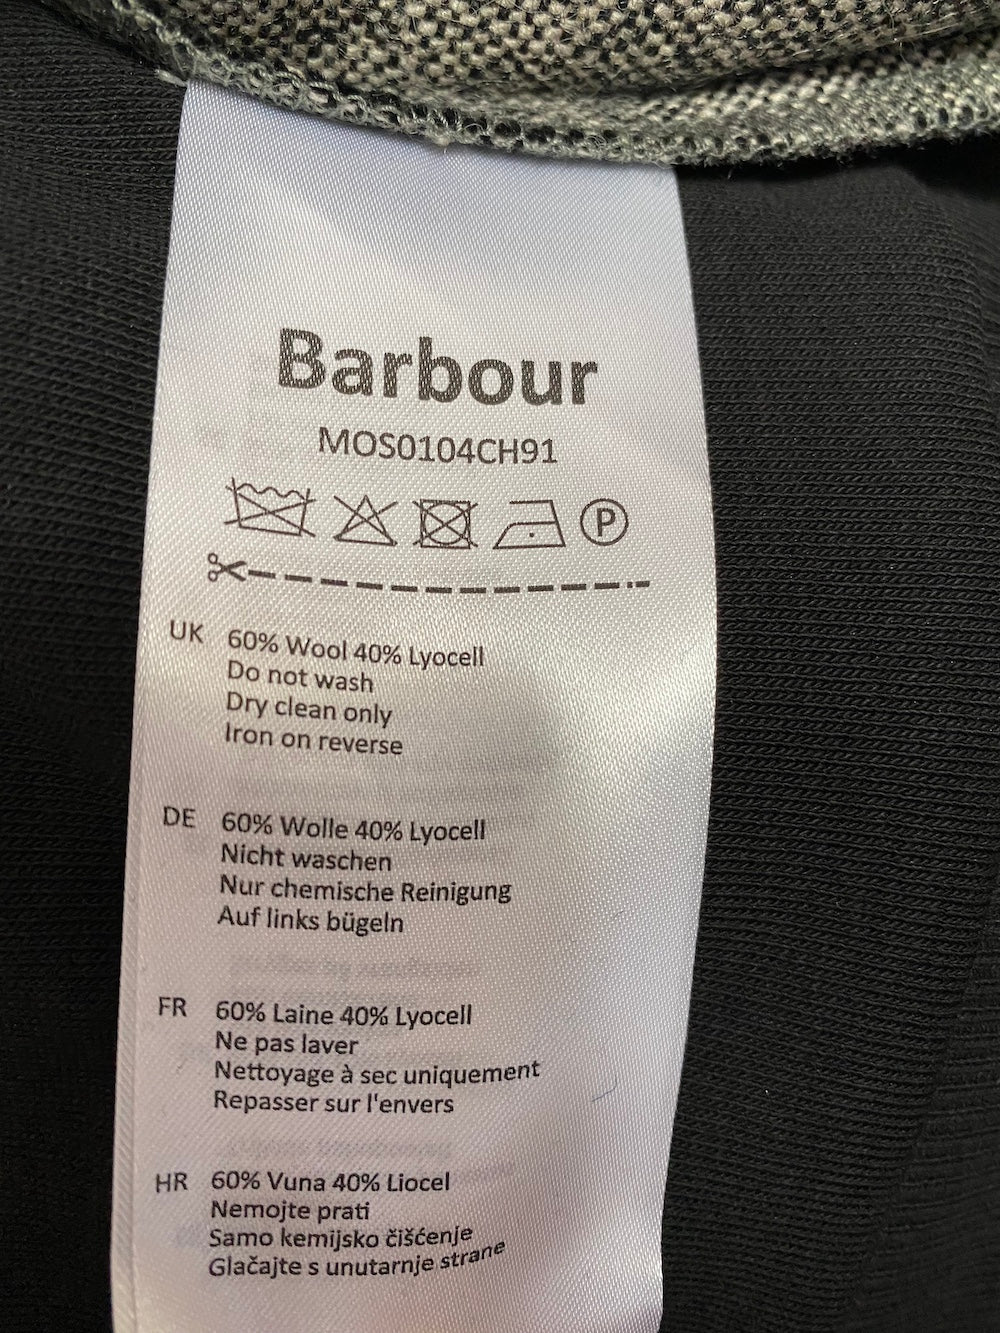 Barbour
MOS0104CH91
P
UK 60% Wool 40% Lyocell
Do not wash
Dry clean only
Iron on reverse
DE 60% Wolle 40% Lyocell
Nicht waschen
Nur chemische Reinigung
Auf links bügeln
FR 60% Laine 40% Lyocell
Ne pas laver
Nettoyage à sec uniquement
Repasser sur l'envers
HR 60% Vuna 40% Liocel
Nemojte prati
Samo kemijsko čišćenje
Glačajte s unutarnje strane